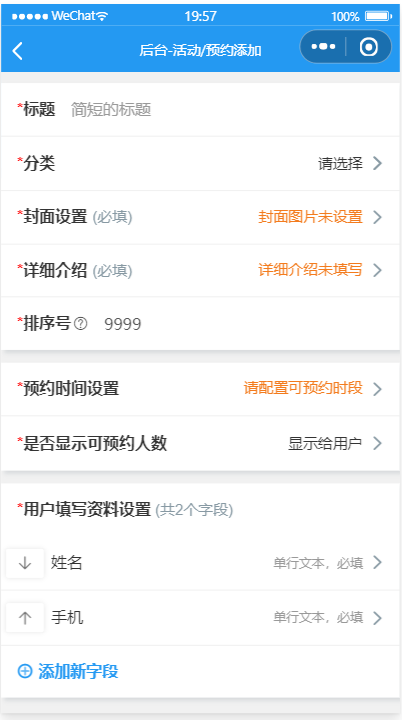 WeChat 19:57 100%
后台-活动/预约添加
*标题 简短的标题
*分类 请选择
*封面设置 (必填) 封面图片未设置
*详细介绍 (必填) 详细介绍未填写
*排序号 9999
*预约时间设置 请配置可预约时段
*是否显示可预约人数 显示给用户
*用户填写资料设置 (共2个字段)
姓名 单行文本，必填
手机 单行文本，必填
添加新字段